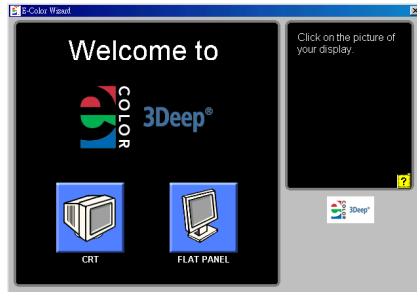 E-Color Wizard
Welcome to
COLOR
3Deep®
CRT
FLAT PANEL
Click on the picture of
your display.
?
COLOR
3Deep®